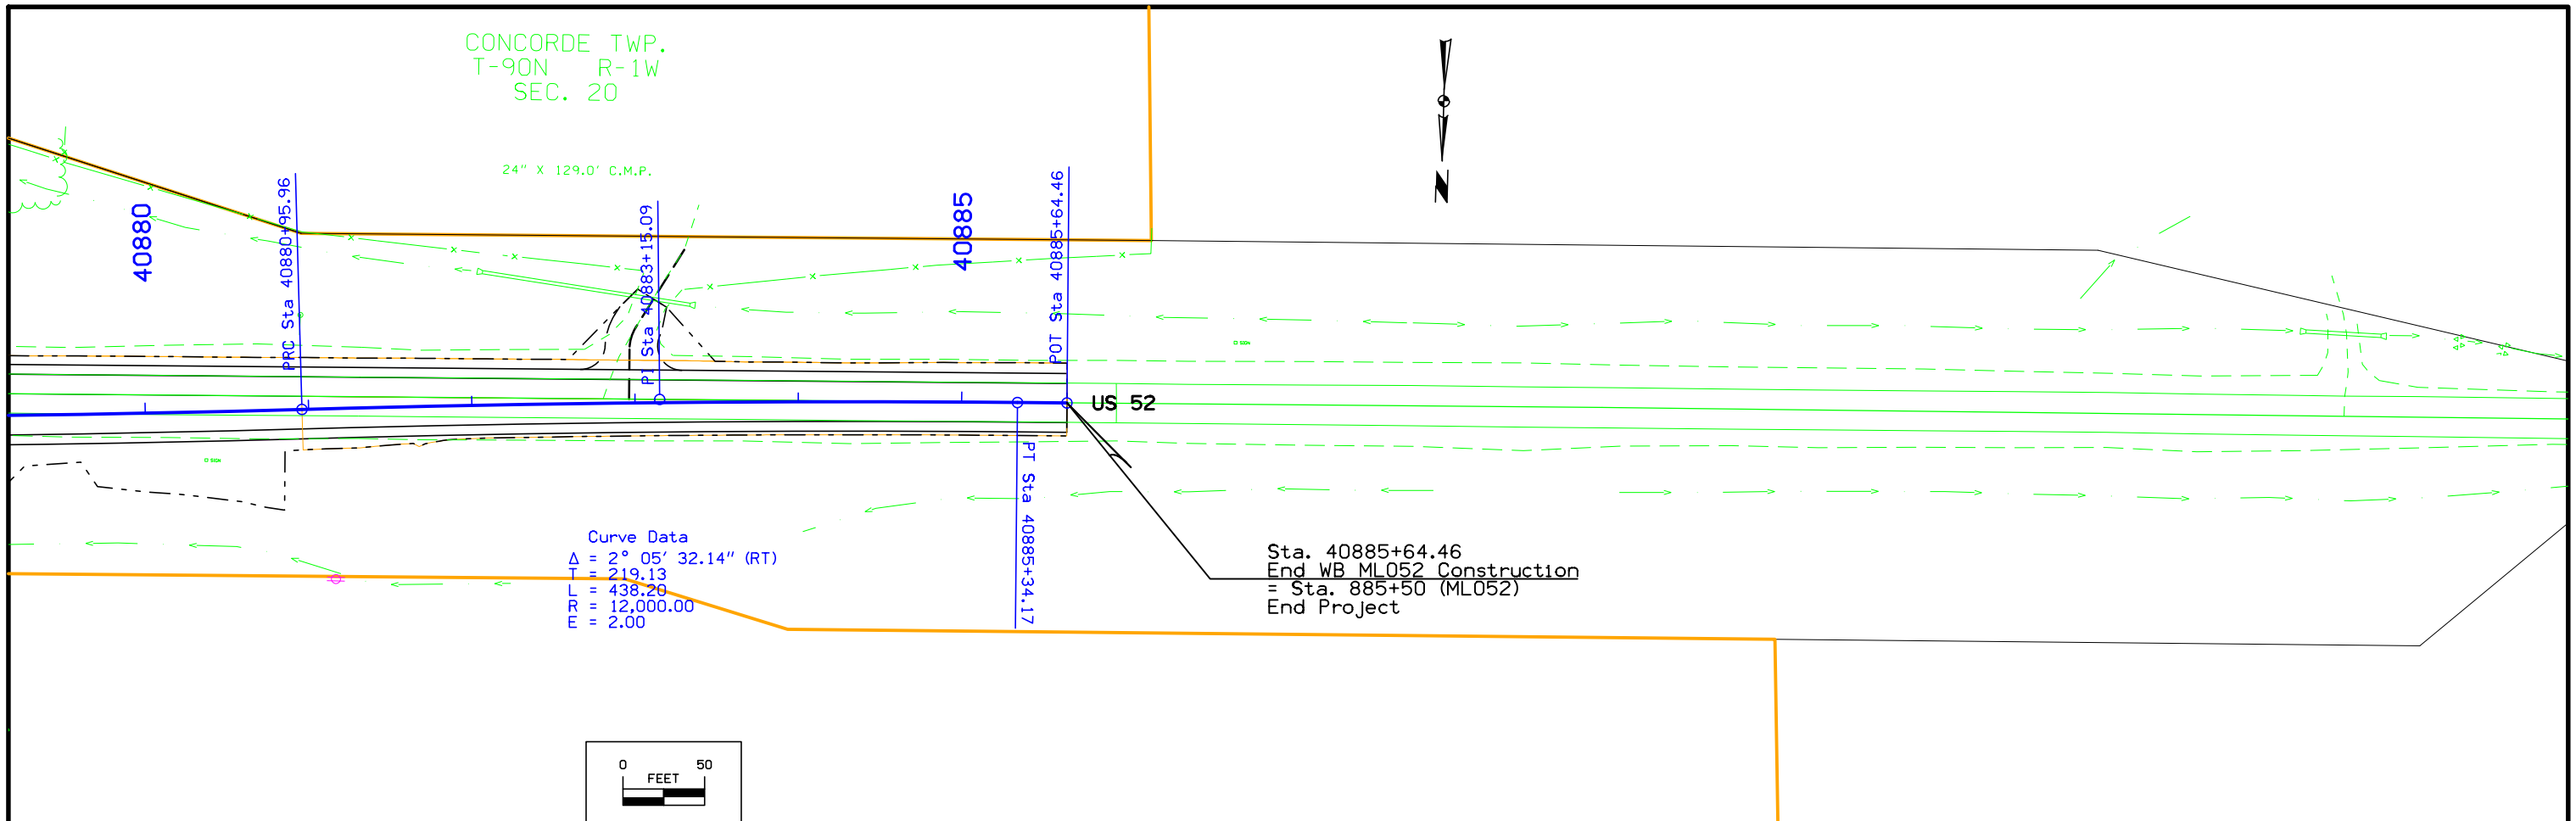 CONCORDE TWP.
T-90N R-1W
SEC. 20
24" X 129.0' C.M.P.
40880
PRC Sta 40880+95.96
PI Sta 40883+15.09
40885
POT Sta 40885+64.46
N
US 52
PT Sta 40885+34.17
Curve Data
Δ = 2° 05' 32.14" (RT)
T = 219.13
L = 438.20
R = 12,000.00
E = 2.00
Sta. 40885+64.46
End WB ML052 Construction
= Sta. 885+50 (ML052)
End Project
0 50
FEET